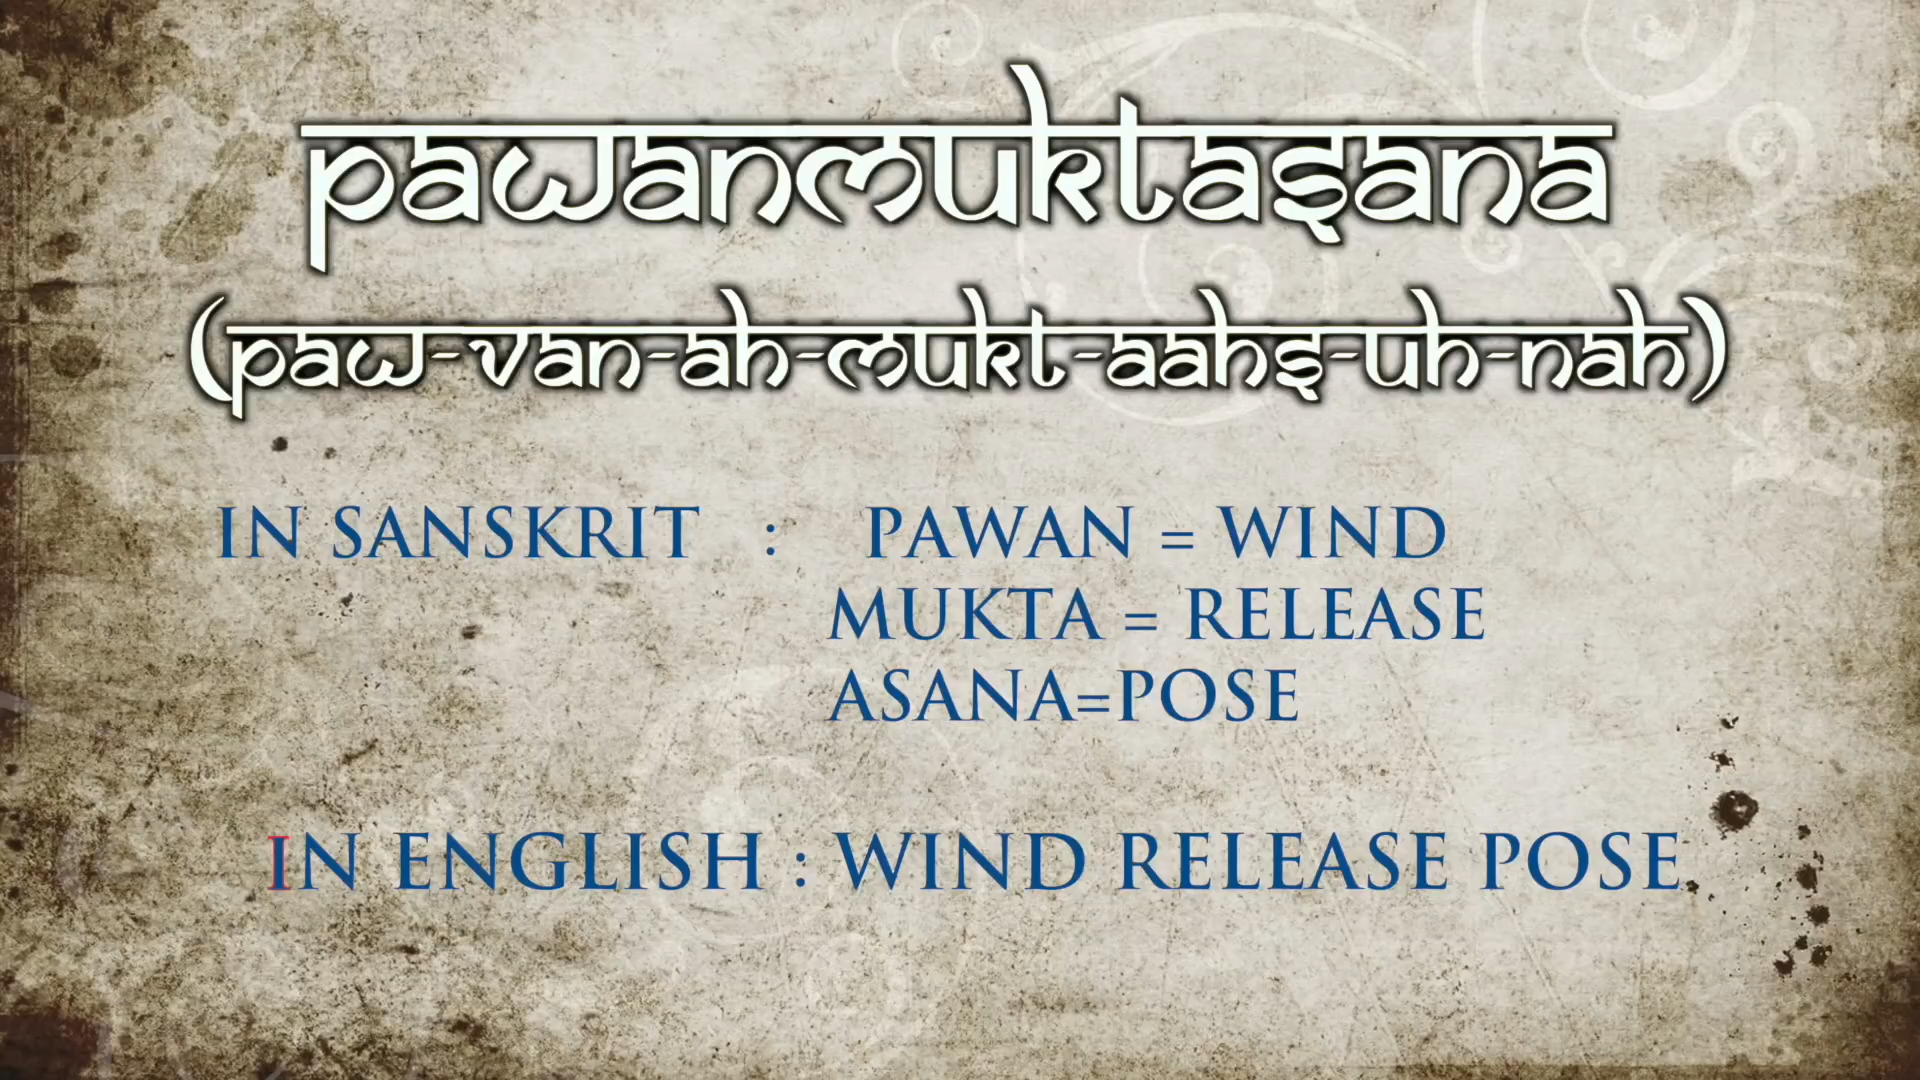 pawanmuktasana
(paw-van-ah-mukt-aahs-uh-nah)
IN SANSKRIT : PAWAN = WIND
MUKTA = RELEASE
ASANA=POSE
IN ENGLISH : WIND RELEASE POSE